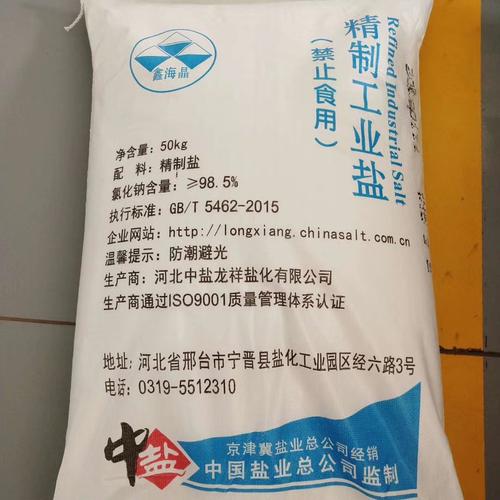 鑫海晶
精制工业盐
Refined Industrial Salt
(禁止食用)
净含量: 50kg
配 料: 精制盐
氯化钠含量: ≥98.5%
执行标准: GB/T 5462-2015
企业网站: http://longxiang.chinasalt.com.cn
温馨提示: 防潮避光
生产商: 河北中盐龙祥盐化有限公司
生产商通过ISO9001质量管理体系认证
地址: 河北省邢台市宁晋县盐化工业园区经六路3号
电话: 0319-5512310
中盐
京津冀盐业总公司经销
中国盐业总公司监制